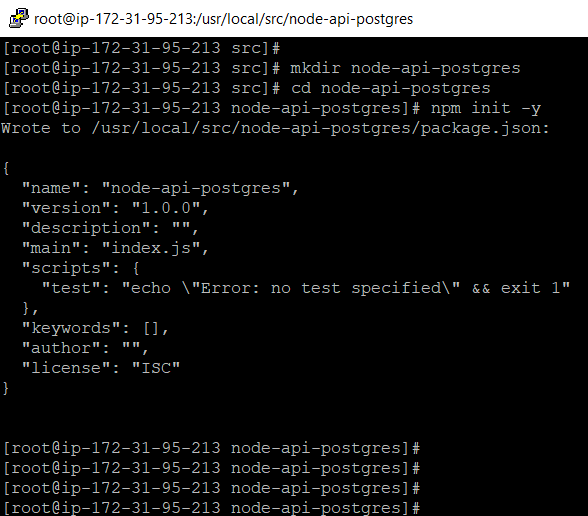 root@ip-172-31-95-213:/usr/local/src/node-api-postgres
[root@ip-172-31-95-213 src]#
[root@ip-172-31-95-213 src]# mkdir node-api-postgres
[root@ip-172-31-95-213 src]# cd node-api-postgres
[root@ip-172-31-95-213 node-api-postgres]# npm init -y
Wrote to /usr/local/src/node-api-postgres/package.json:
{
  "name": "node-api-postgres",
  "version": "1.0.0",
  "description": "",
  "main": "index.js",
  "scripts": {
    "test": "echo \"Error: no test specified\" && exit 1"
  },
  "keywords": [],
  "author": "",
  "license": "ISC"
}
[root@ip-172-31-95-213 node-api-postgres]#
[root@ip-172-31-95-213 node-api-postgres]#
[root@ip-172-31-95-213 node-api-postgres]#
[root@ip-172-31-95-213 node-api-postgres]#